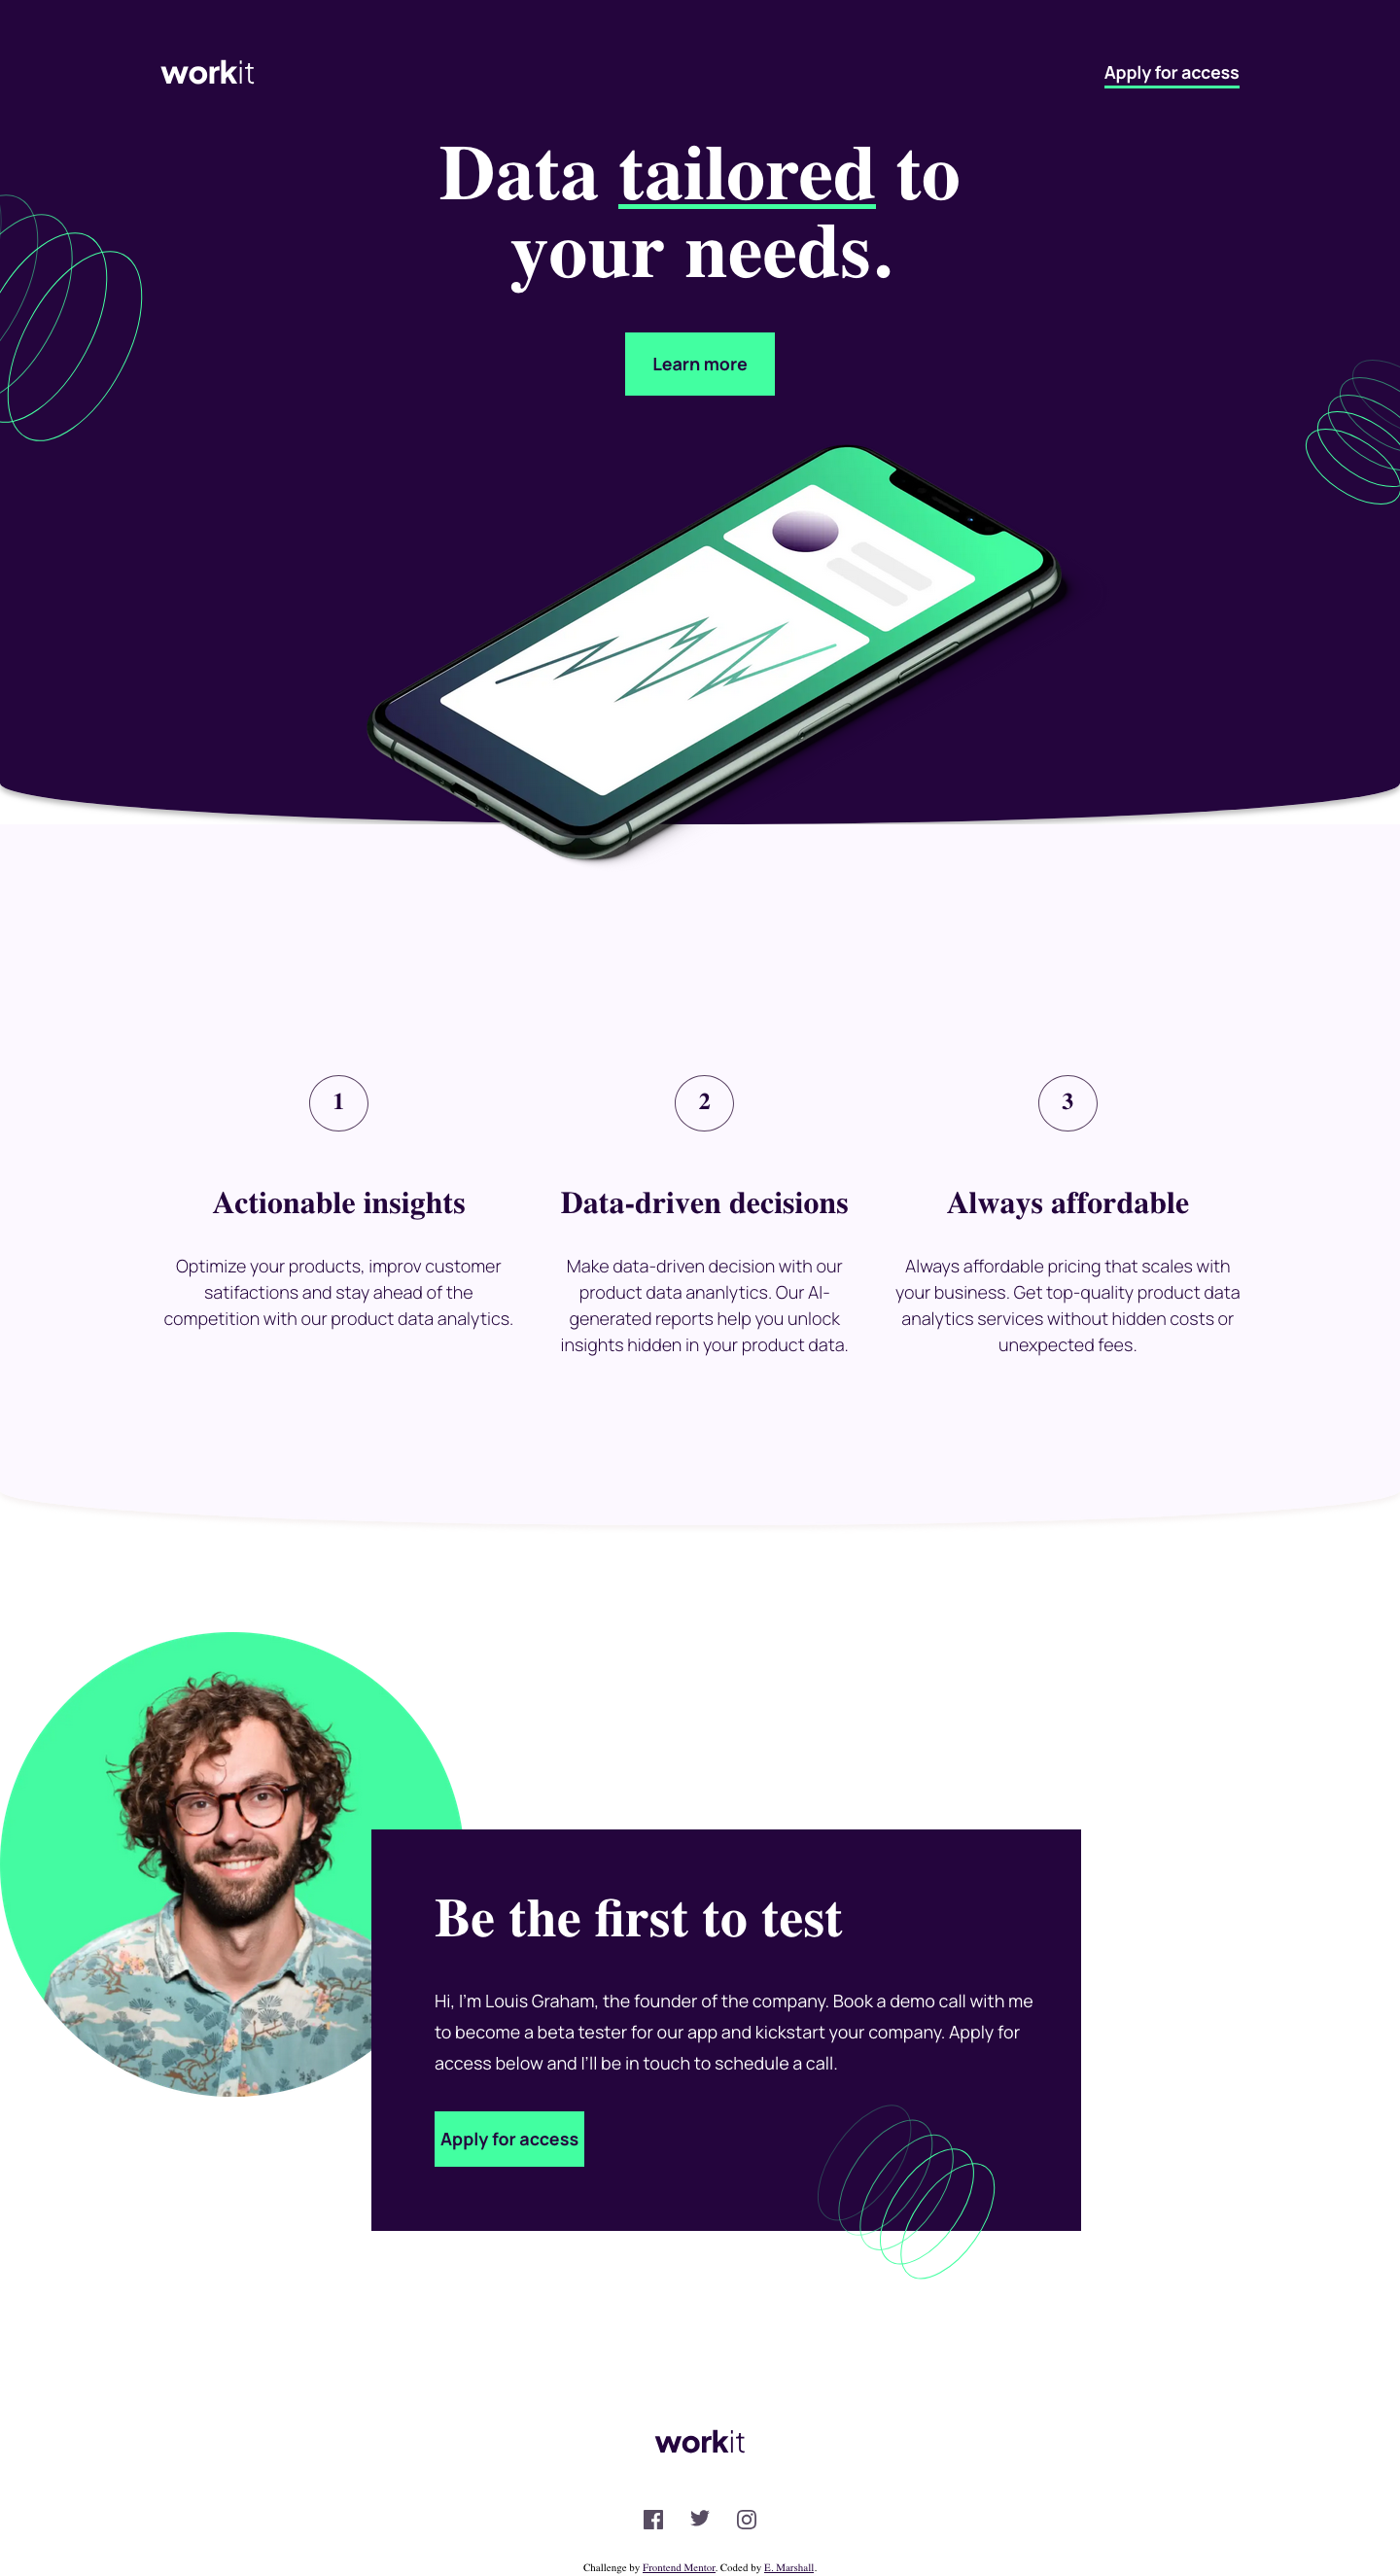 workit
Apply for access
Data tailored to
your needs.
Learn more
1
Actionable insights
Optimize your products, improv customer
satifactions and stay ahead of the
competition with our product data analytics.
2
Data-driven decisions
Make data-driven decision with our
product data ananlytics. Our AI-
generated reports help you unlock
insights hidden in your product data.
3
Always affordable
Always affordable pricing that scales with
your business. Get top-quality product data
analytics services without hidden costs or
unexpected fees.
Be the first to test
Hi, I'm Louis Graham, the founder of the company. Book a demo call with me
to become a beta tester for our app and kickstart your company. Apply for
access below and I'll be in touch to schedule a call.
Apply for access
workit
Challenge by Frontend Mentor. Coded by E. Marshall.